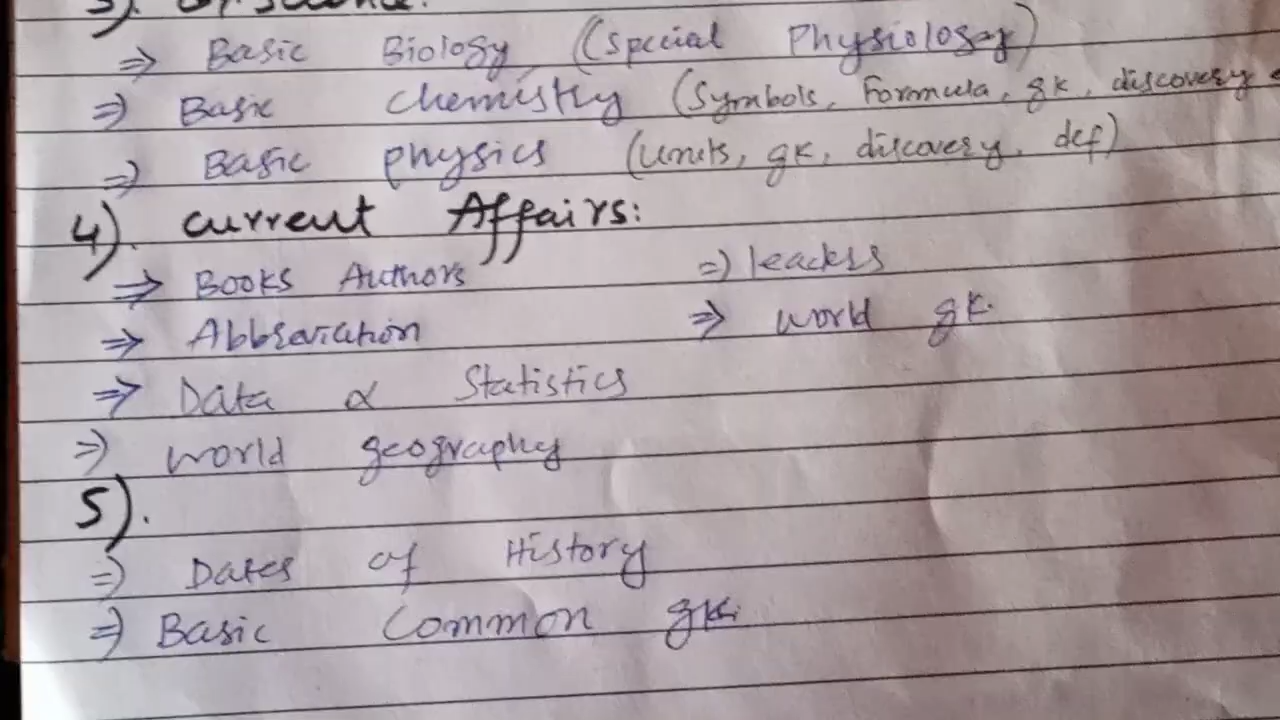 3).
⇒ Basic Biology, (Special Physiology)
⇒ Basic Chemistry (Symbols, Formula, gk, discovery
⇒ Basic physics (units, gk, discovery, def)
4). Current Affairs:
⇒ Books Authors ⇒ leaders
⇒ Abbreviation ⇒ world gk.
⇒ Data & Statistics
⇒ world geography
5).
⇒ Dates of History
⇒ Basic Common gk.